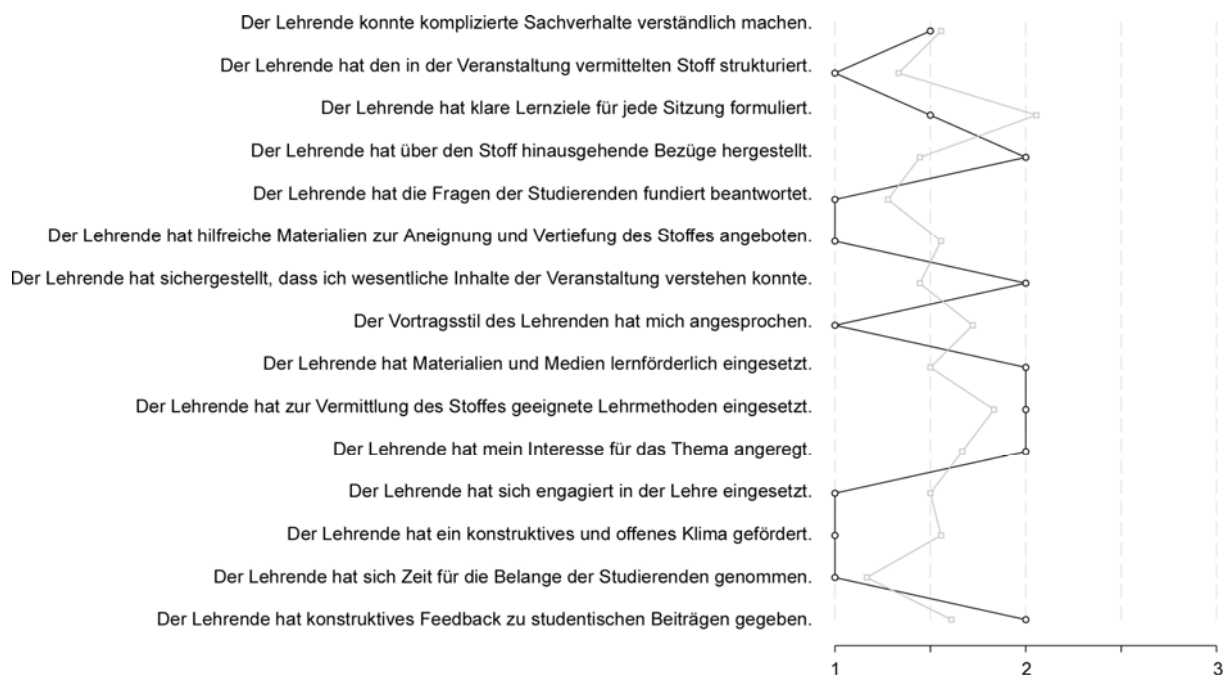 Der Lehrende konnte komplizierte Sachverhalte verständlich machen.
Der Lehrende hat den in der Veranstaltung vermittelten Stoff strukturiert.
Der Lehrende hat klare Lernziele für jede Sitzung formuliert.
Der Lehrende hat über den Stoff hinausgehende Bezüge hergestellt.
Der Lehrende hat die Fragen der Studierenden fundiert beantwortet.
Der Lehrende hat hilfreiche Materialien zur Aneignung und Vertiefung des Stoffes angeboten.
Der Lehrende hat sichergestellt, dass ich wesentliche Inhalte der Veranstaltung verstehen konnte.
Der Vortragsstil des Lehrenden hat mich angesprochen.
Der Lehrende hat Materialien und Medien lernförderlich eingesetzt.
Der Lehrende hat zur Vermittlung des Stoffes geeignete Lehrmethoden eingesetzt.
Der Lehrende hat mein Interesse für das Thema angeregt.
Der Lehrende hat sich engagiert in der Lehre eingesetzt.
Der Lehrende hat ein konstruktives und offenes Klima gefördert.
Der Lehrende hat sich Zeit für die Belange der Studierenden genommen.
Der Lehrende hat konstruktives Feedback zu studentischen Beiträgen gegeben.
1 2 3